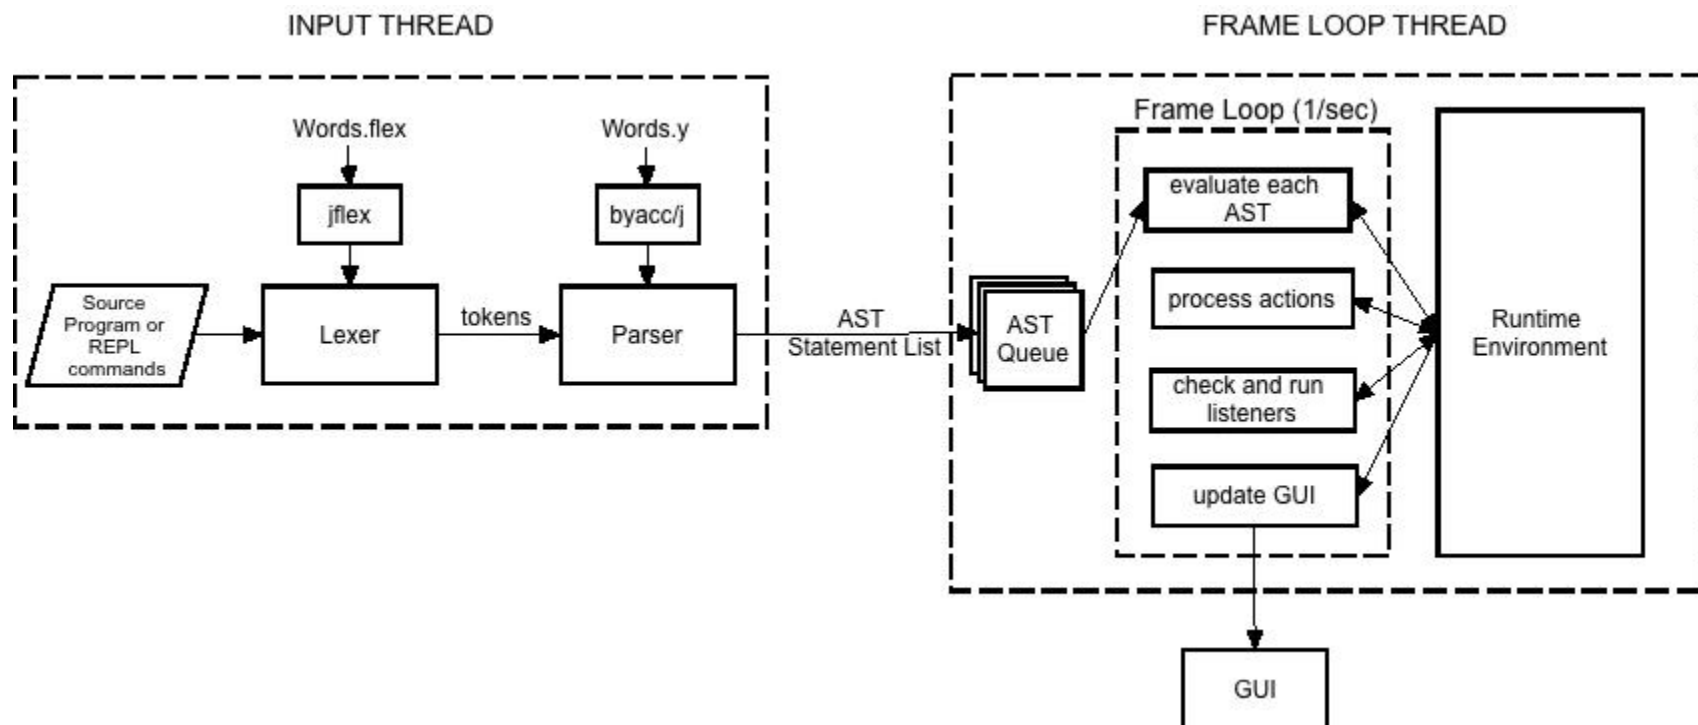 INPUT THREAD
FRAME LOOP THREAD
Words.flex
Words.y
jflex
byacc/j
Source
Program or
REPL
commands
Lexer
tokens
Parser
AST
Statement List
AST
Queue
Frame Loop (1/sec)
evaluate each
AST
process actions
check and run
listeners
update GUI
Runtime
Environment
GUI